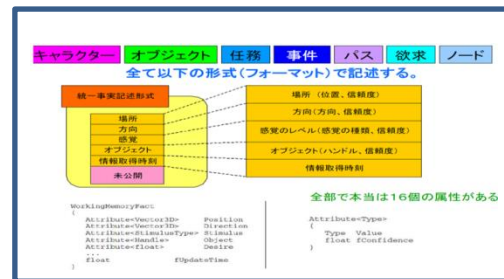 キャラクター オブジェクト 任務 事件 パス 欲求 ノード
全て以下の形式(フォーマット)で記述する。
統一事実記述形式
場所
方向
感覚
オブジェクト
情報取得時刻
未公開
場所 (位置、信頼度)
方向(方向、信頼度)
感覚のレベル(感覚の種類、信頼度)
オブジェクト(ハンドル、信頼度)
情報取得時刻
全部で本当は16個の属性がある
WorkingMemoryFact
{
Attribute<Vector3D> Position
Attribute<Vector3D> Direction
Attribute<StimulusType> Stimulus
Attribute<Handle> Object
Attribute<float> Desire
...
float fUpdateTime
}
Attribute<Type>
{
Type Value
float fConfidence
}